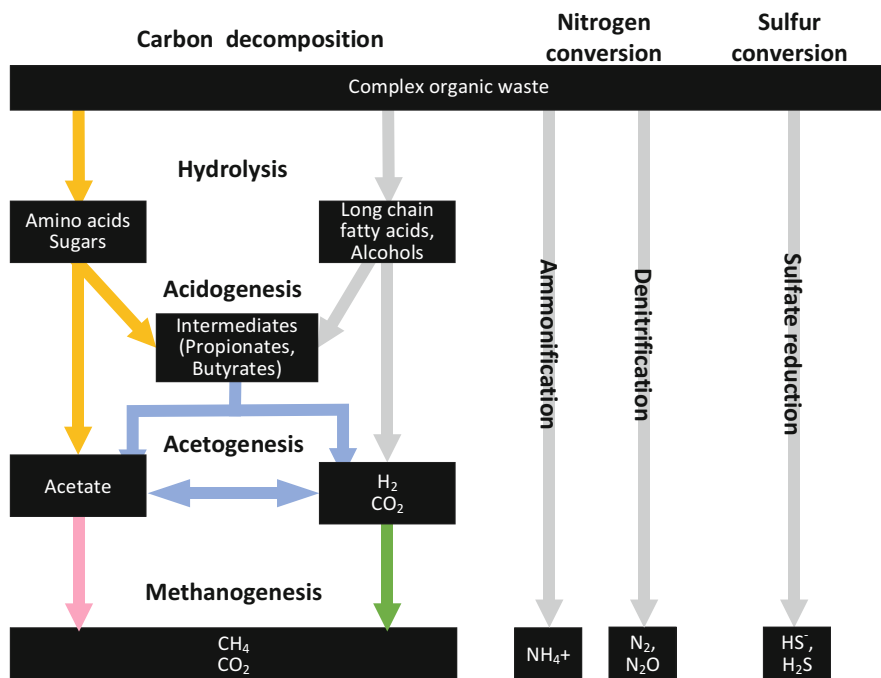 Carbon decomposition
Nitrogen
conversion
Sulfur
conversion
Complex organic waste
Hydrolysis
Amino acids
Sugars
Long chain
fatty acids,
Alcohols
Acidogenesis
Intermediates
(Propionates,
Butyrates)
Acetogenesis
Acetate
H₂
CO₂
Methanogenesis
CH₄
CO₂
Ammonification
Denitrification
Sulfate reduction
NH₄+
N₂,
N₂O
HS⁻,
H₂S